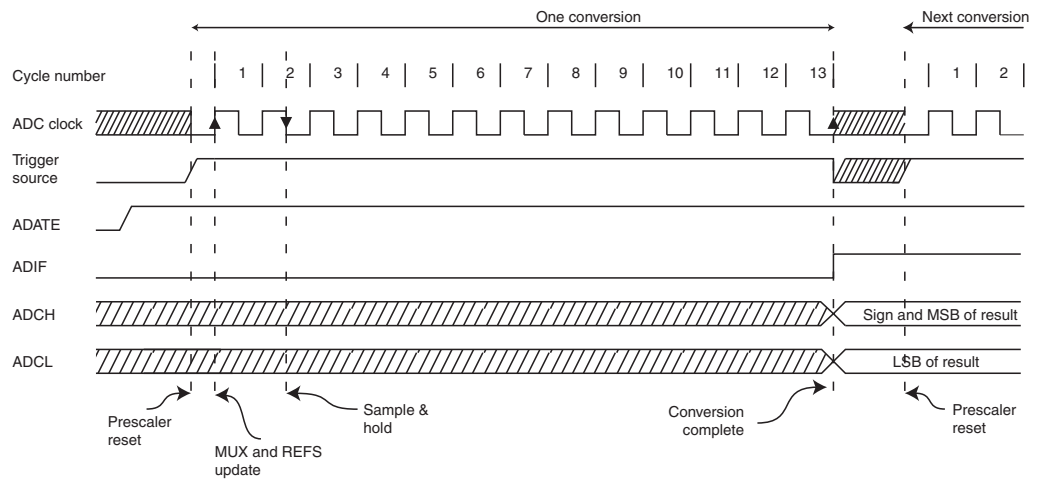 One conversion
Next conversion
Cycle number 1 2 3 4 5 6 7 8 9 10 11 12 13 1 2
ADC clock
Trigger
source
ADATE
ADIF
ADCH Sign and MSB of result
ADCL LSB of result
Prescaler
reset
MUX and REFS
update
Sample &
hold
Conversion
complete
Prescaler
reset